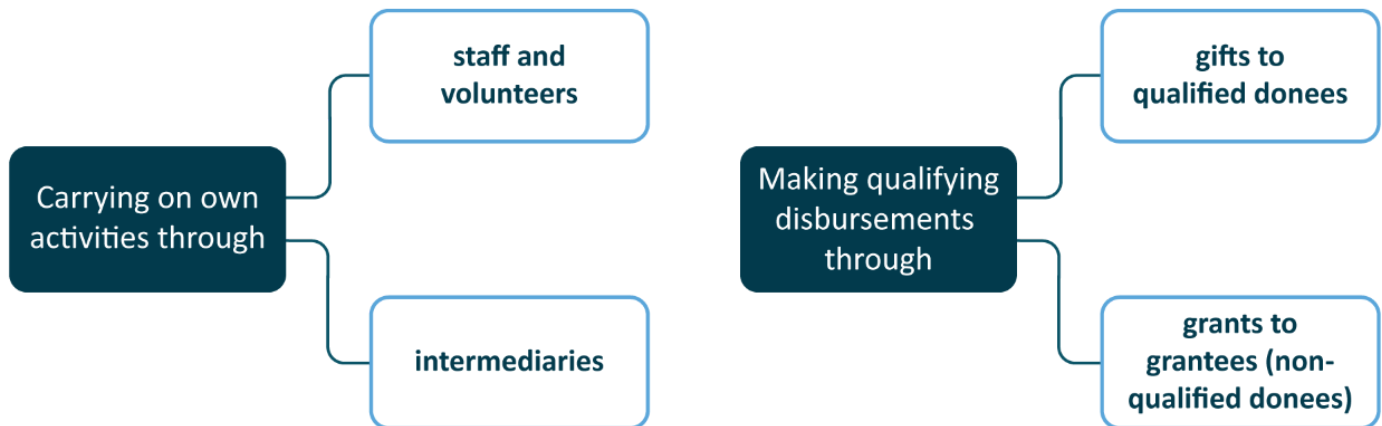 Carrying on own
activities through
staff and
volunteers
intermediaries
Making qualifying
disbursements
through
gifts to
qualified donees
grants to
grantees (non-
qualified donees)